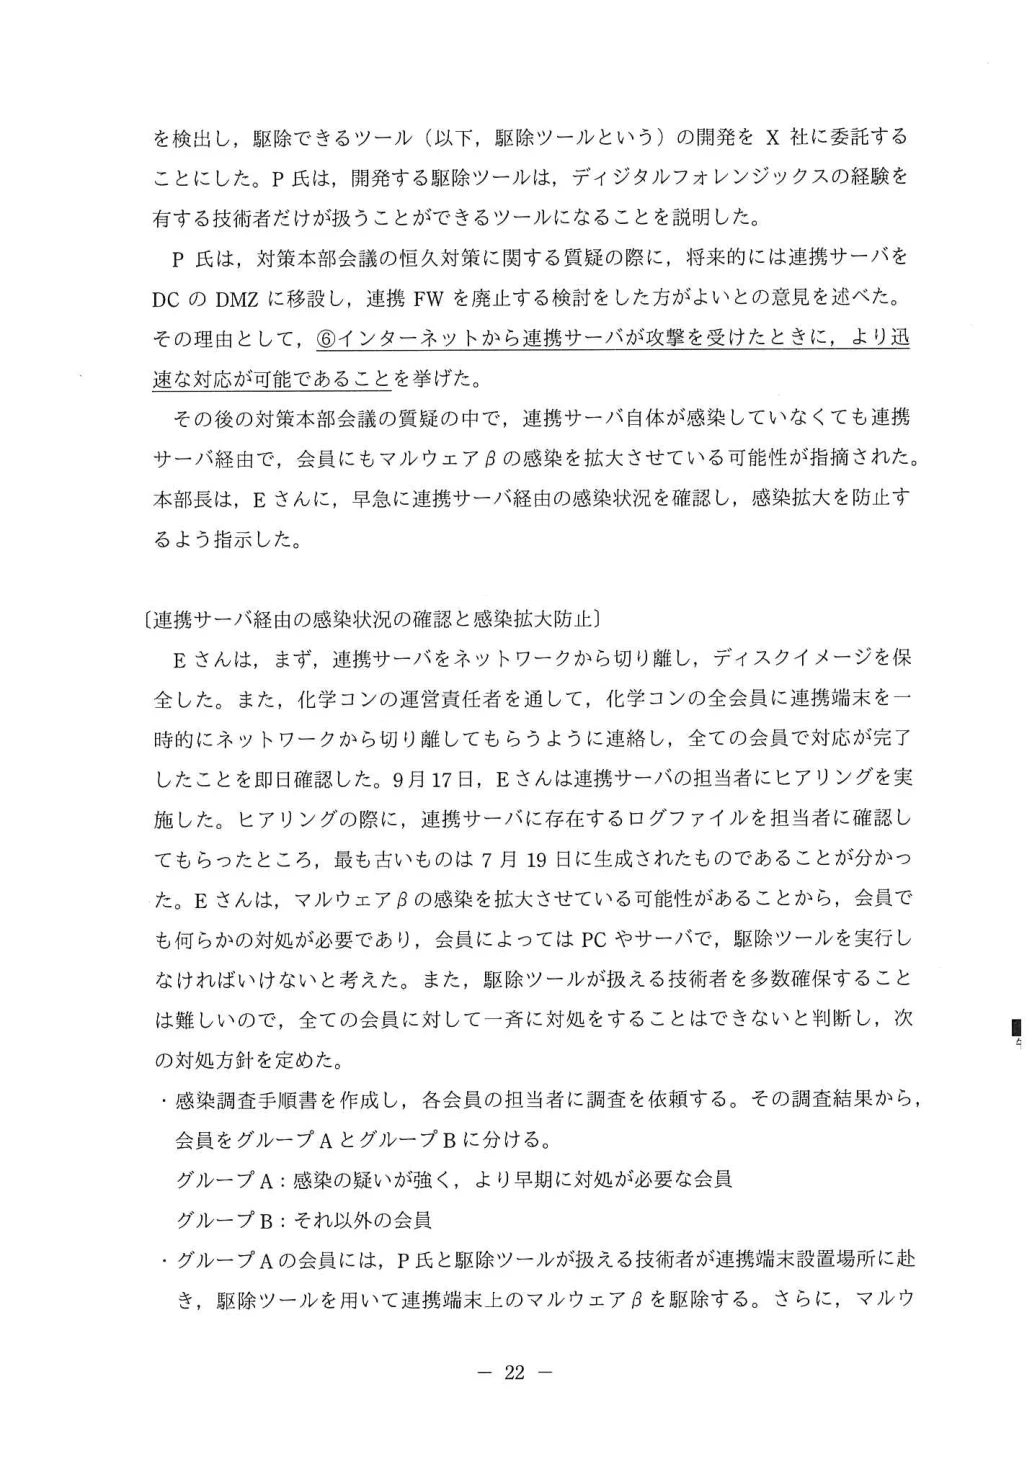 を検出し，駆除できるツール（以下，駆除ツールという）の開発を X 社に委託する
ことにした。P 氏は，開発する駆除ツールは，ディジタルフォレンジックスの経験を
有する技術者だけが扱うことができるツールになることを説明した。
P 氏は，対策本部会議の恒久対策に関する質疑の際に，将来的には連携サーバを
DC の DMZ に移設し，連携 FW を廃止する検討をした方がよいとの意見を述べた。
その理由として，⑥インターネットから連携サーバが攻撃を受けたときに，より迅
速な対応が可能であることを挙げた。
その後の対策本部会議の質疑の中で，連携サーバ自体が感染していなくても連携
サーバ経由で，会員にもマルウェアβの感染を拡大させている可能性が指摘された。
本部長は，E さんに，早急に連携サーバ経由の感染状況を確認し，感染拡大を防止す
るよう指示した。
〔連携サーバ経由の感染状況の確認と感染拡大防止〕
E さんは，まず，連携サーバをネットワークから切り離し，ディスクイメージを保
全した。また，化学コンの運営責任者を通して，化学コンの全会員に連携端末を一
時的にネットワークから切り離してもらうように連絡し，全ての会員で対応が完了
したことを即日確認した。9 月 17 日，E さんは連携サーバの担当者にヒアリングを実
施した。ヒアリングの際に，連携サーバに存在するログファイルを担当者に確認し
てもらったところ，最も古いものは 7 月 19 日に生成されたものであることが分かっ
た。E さんは，マルウェアβの感染を拡大させている可能性があることから，会員で
も何らかの対処が必要であり，会員によっては PC やサーバで，駆除ツールを実行し
なければいけないと考えた。また，駆除ツールが扱える技術者を多数確保すること
は難しいので，全ての会員に対して一斉に対処をすることはできないと判断し，次
の対処方針を定めた。
・感染調査手順書を作成し，各会員の担当者に調査を依頼する。その調査結果から，
会員をグループ A とグループ B に分ける。
グループ A：感染の疑いが強く，より早期に対処が必要な会員
グループ B：それ以外の会員
・グループ A の会員には，P 氏と駆除ツールが扱える技術者が連携端末設置場所に赴
き，駆除ツールを用いて連携端末上のマルウェアβを駆除する。さらに，マルウ
－ 22 －